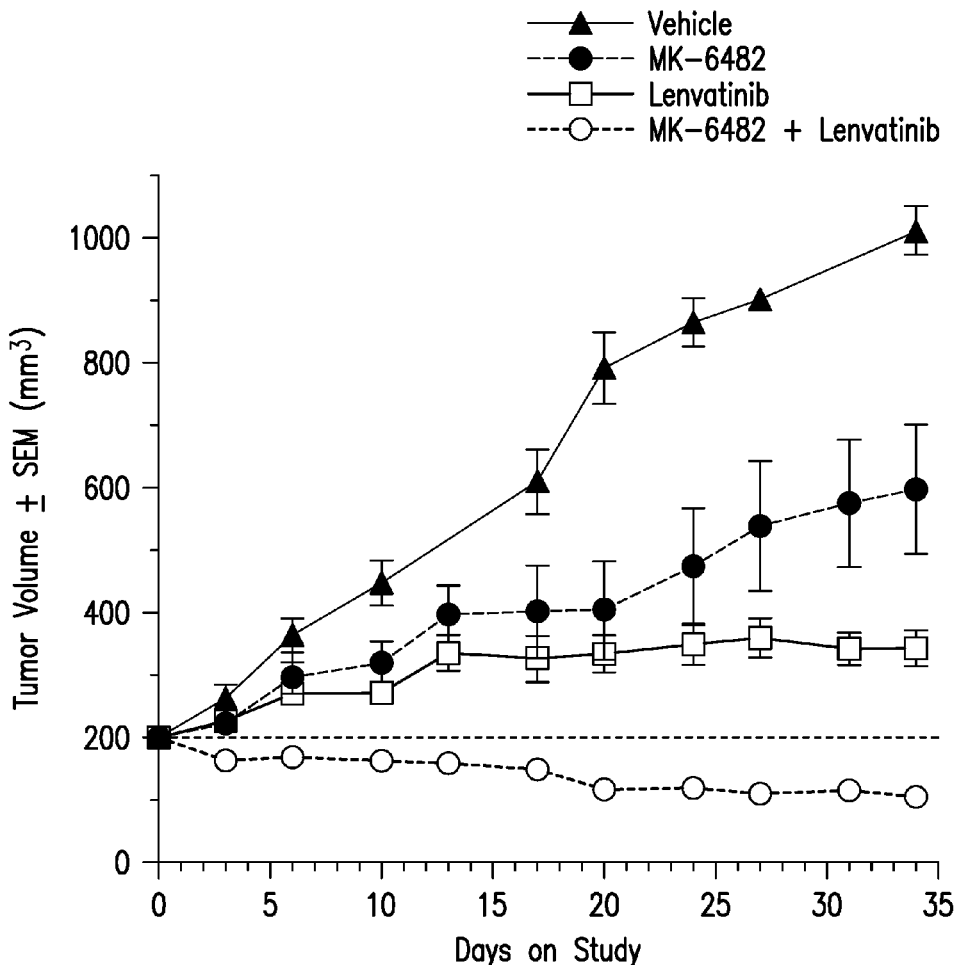 Vehicle
MK-6482
Lenvatinib
MK-6482 + Lenvatinib
Tumor Volume ± SEM (mm³)
1000
800
600
400
200
0
0 5 10 15 20 25 30 35
Days on Study